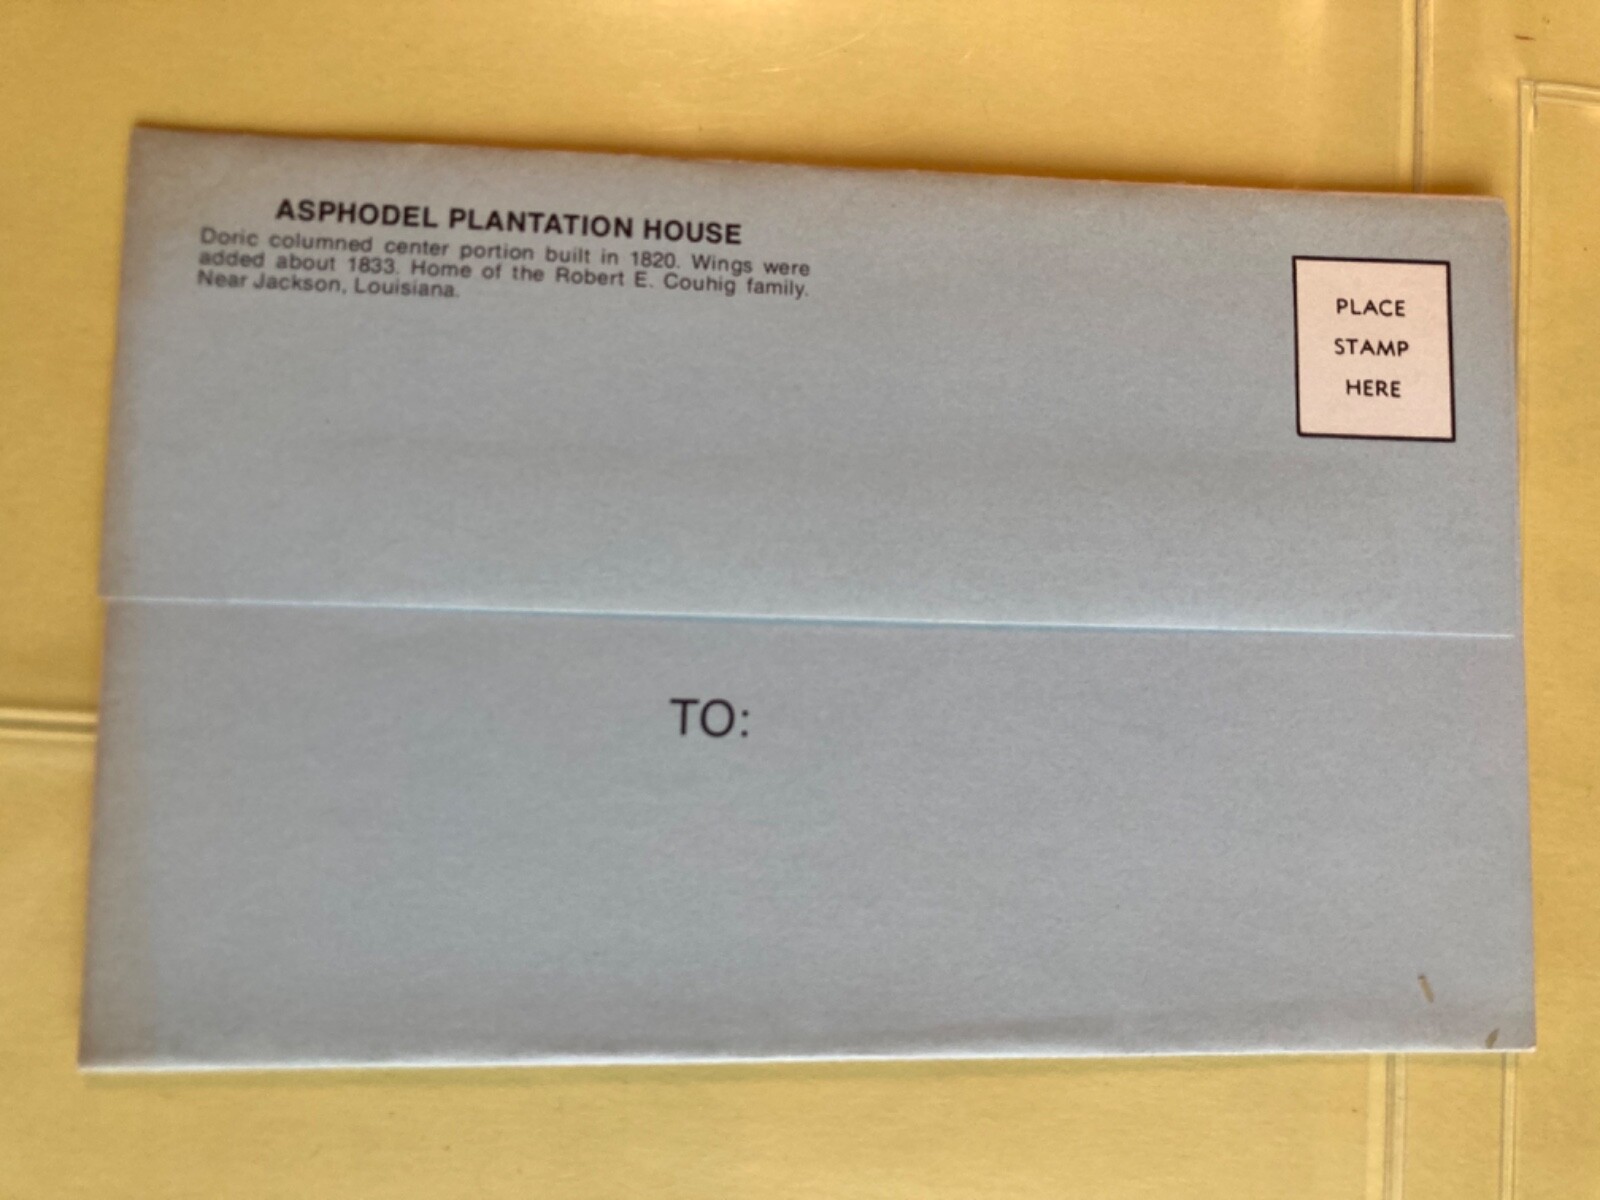 ASPHODEL PLANTATION HOUSE
Doric columned center portion built in 1820. Wings were
added about 1833. Home of the Robert E. Couhig family.
Near Jackson, Louisiana.
PLACE
STAMP
HERE
TO: